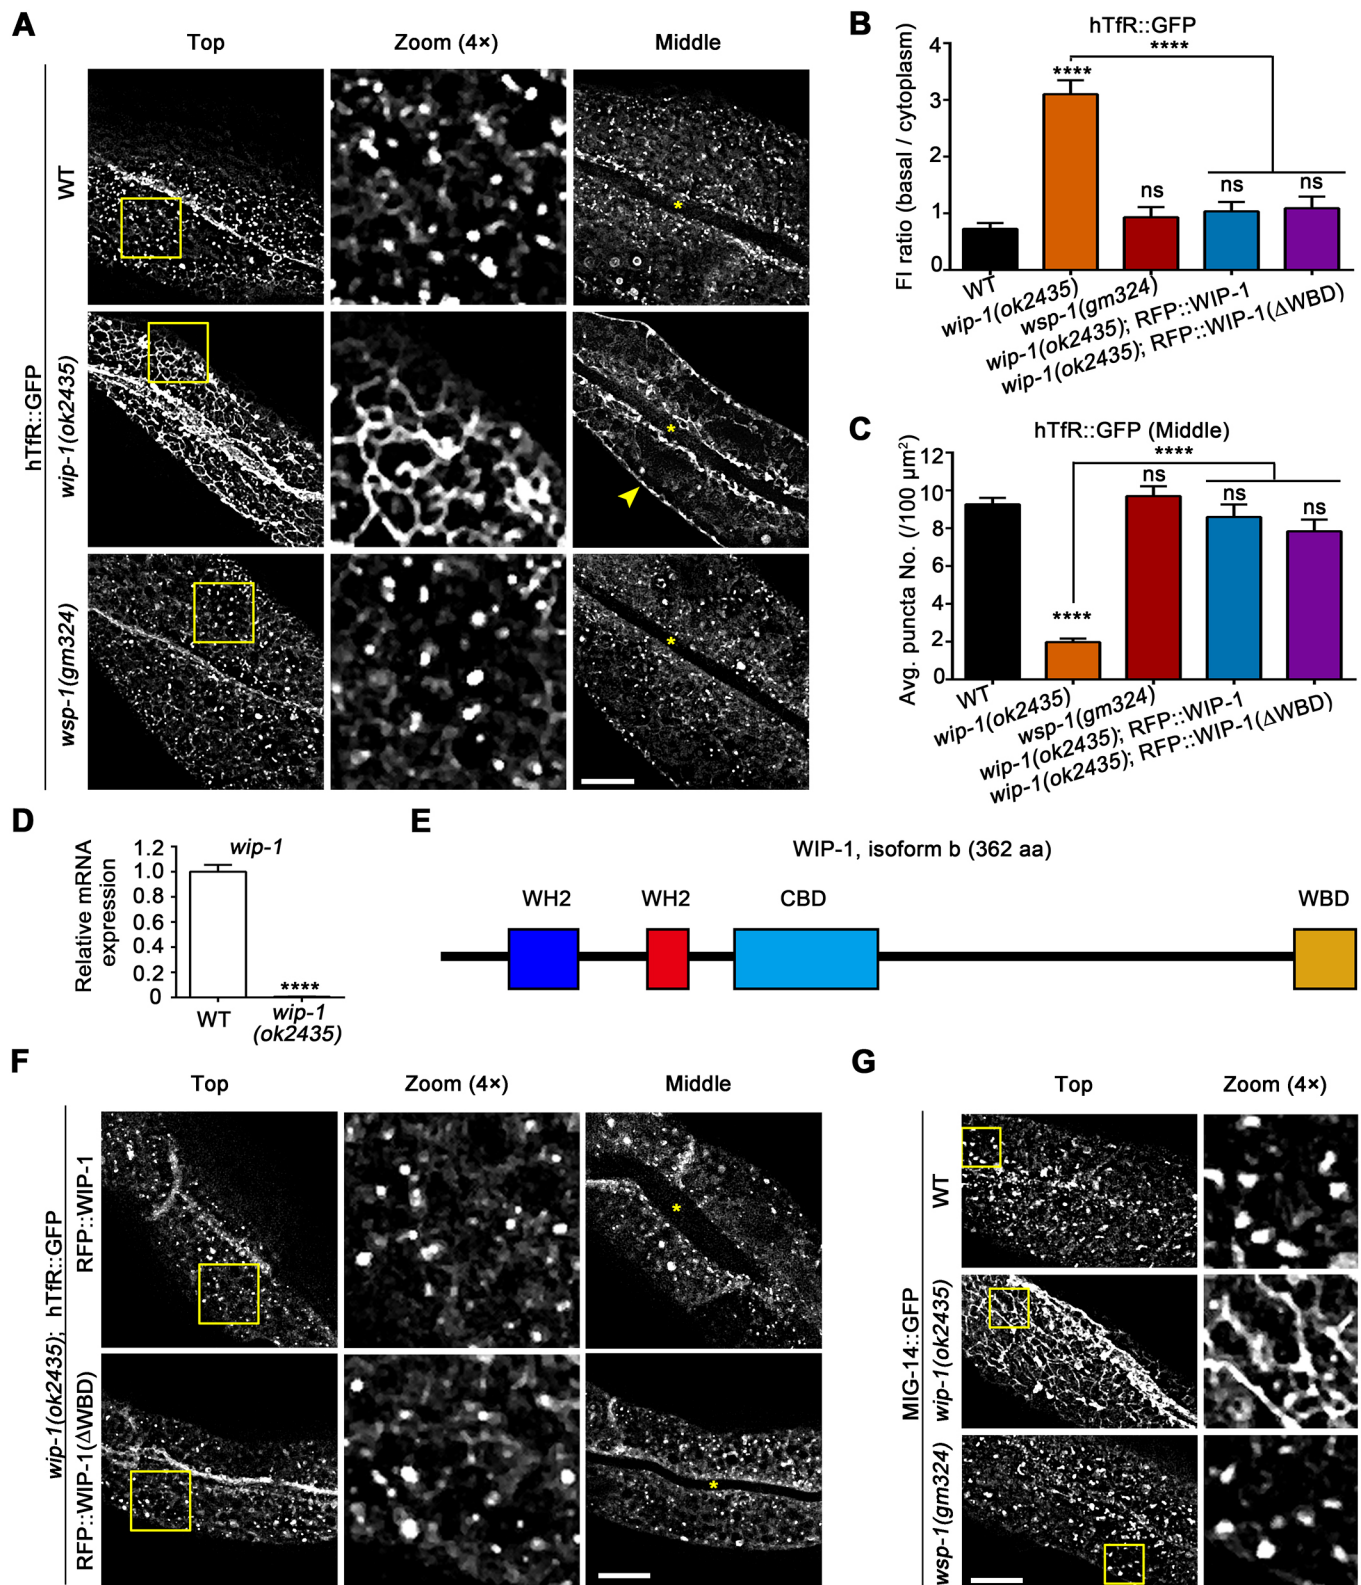 A
Top
Zoom (4×)
Middle
hTfR::GFP
WT
wip-1(ok2435)
wsp-1(gm324)
*
*
*
B
hTfR::GFP
****
****
ns
ns
ns
FI ratio (basal / cytoplasm)
4
3
2
1
0
WT
wip-1(ok2435)
wsp-1(gm324)
wip-1(ok2435); RFP::WIP-1
wip-1(ok2435); RFP::WIP-1(ΔWBD)
C
hTfR::GFP (Middle)
****
ns
ns
ns
****
Avg. puncta No. (/100 µm²)
12
10
8
6
4
2
0
WT
wip-1(ok2435)
wsp-1(gm324)
wip-1(ok2435); RFP::WIP-1
wip-1(ok2435); RFP::WIP-1(ΔWBD)
D
wip-1
Relative mRNA
expression
1.2
1.0
0.8
0.6
0.4
0.2
0
****
WT
wip-1
(ok2435)
E
WIP-1, isoform b (362 aa)
WH2
WH2
CBD
WBD
F
Top
Zoom (4×)
Middle
wip-1(ok2435); hTfR::GFP
RFP::WIP-1
RFP::WIP-1(ΔWBD)
*
*
G
Top
Zoom (4×)
MIG-14::GFP
WT
wip-1(ok2435)
wsp-1(gm324)